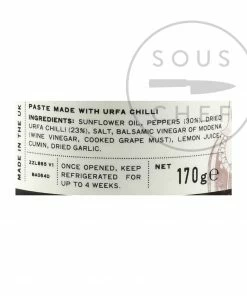 SOUS
CHEF
MADE IN THE UK
PASTE MADE WITH URFA CHILLI
INGREDIENTS: SUNFLOWER OIL, PEPPERS (30%), DRIED
URFA CHILLI (23%), SALT, BALSAMIC VINEGAR OF MODENA
(WINE VINEGAR, COOKED GRAPE MUST), LEMON JUICE,
CUMIN, DRIED GARLIC.
22L865 V1
ONCE OPENED, KEEP
REFRIGERATED FOR
UP TO 4 WEEKS.
NET
170g℮